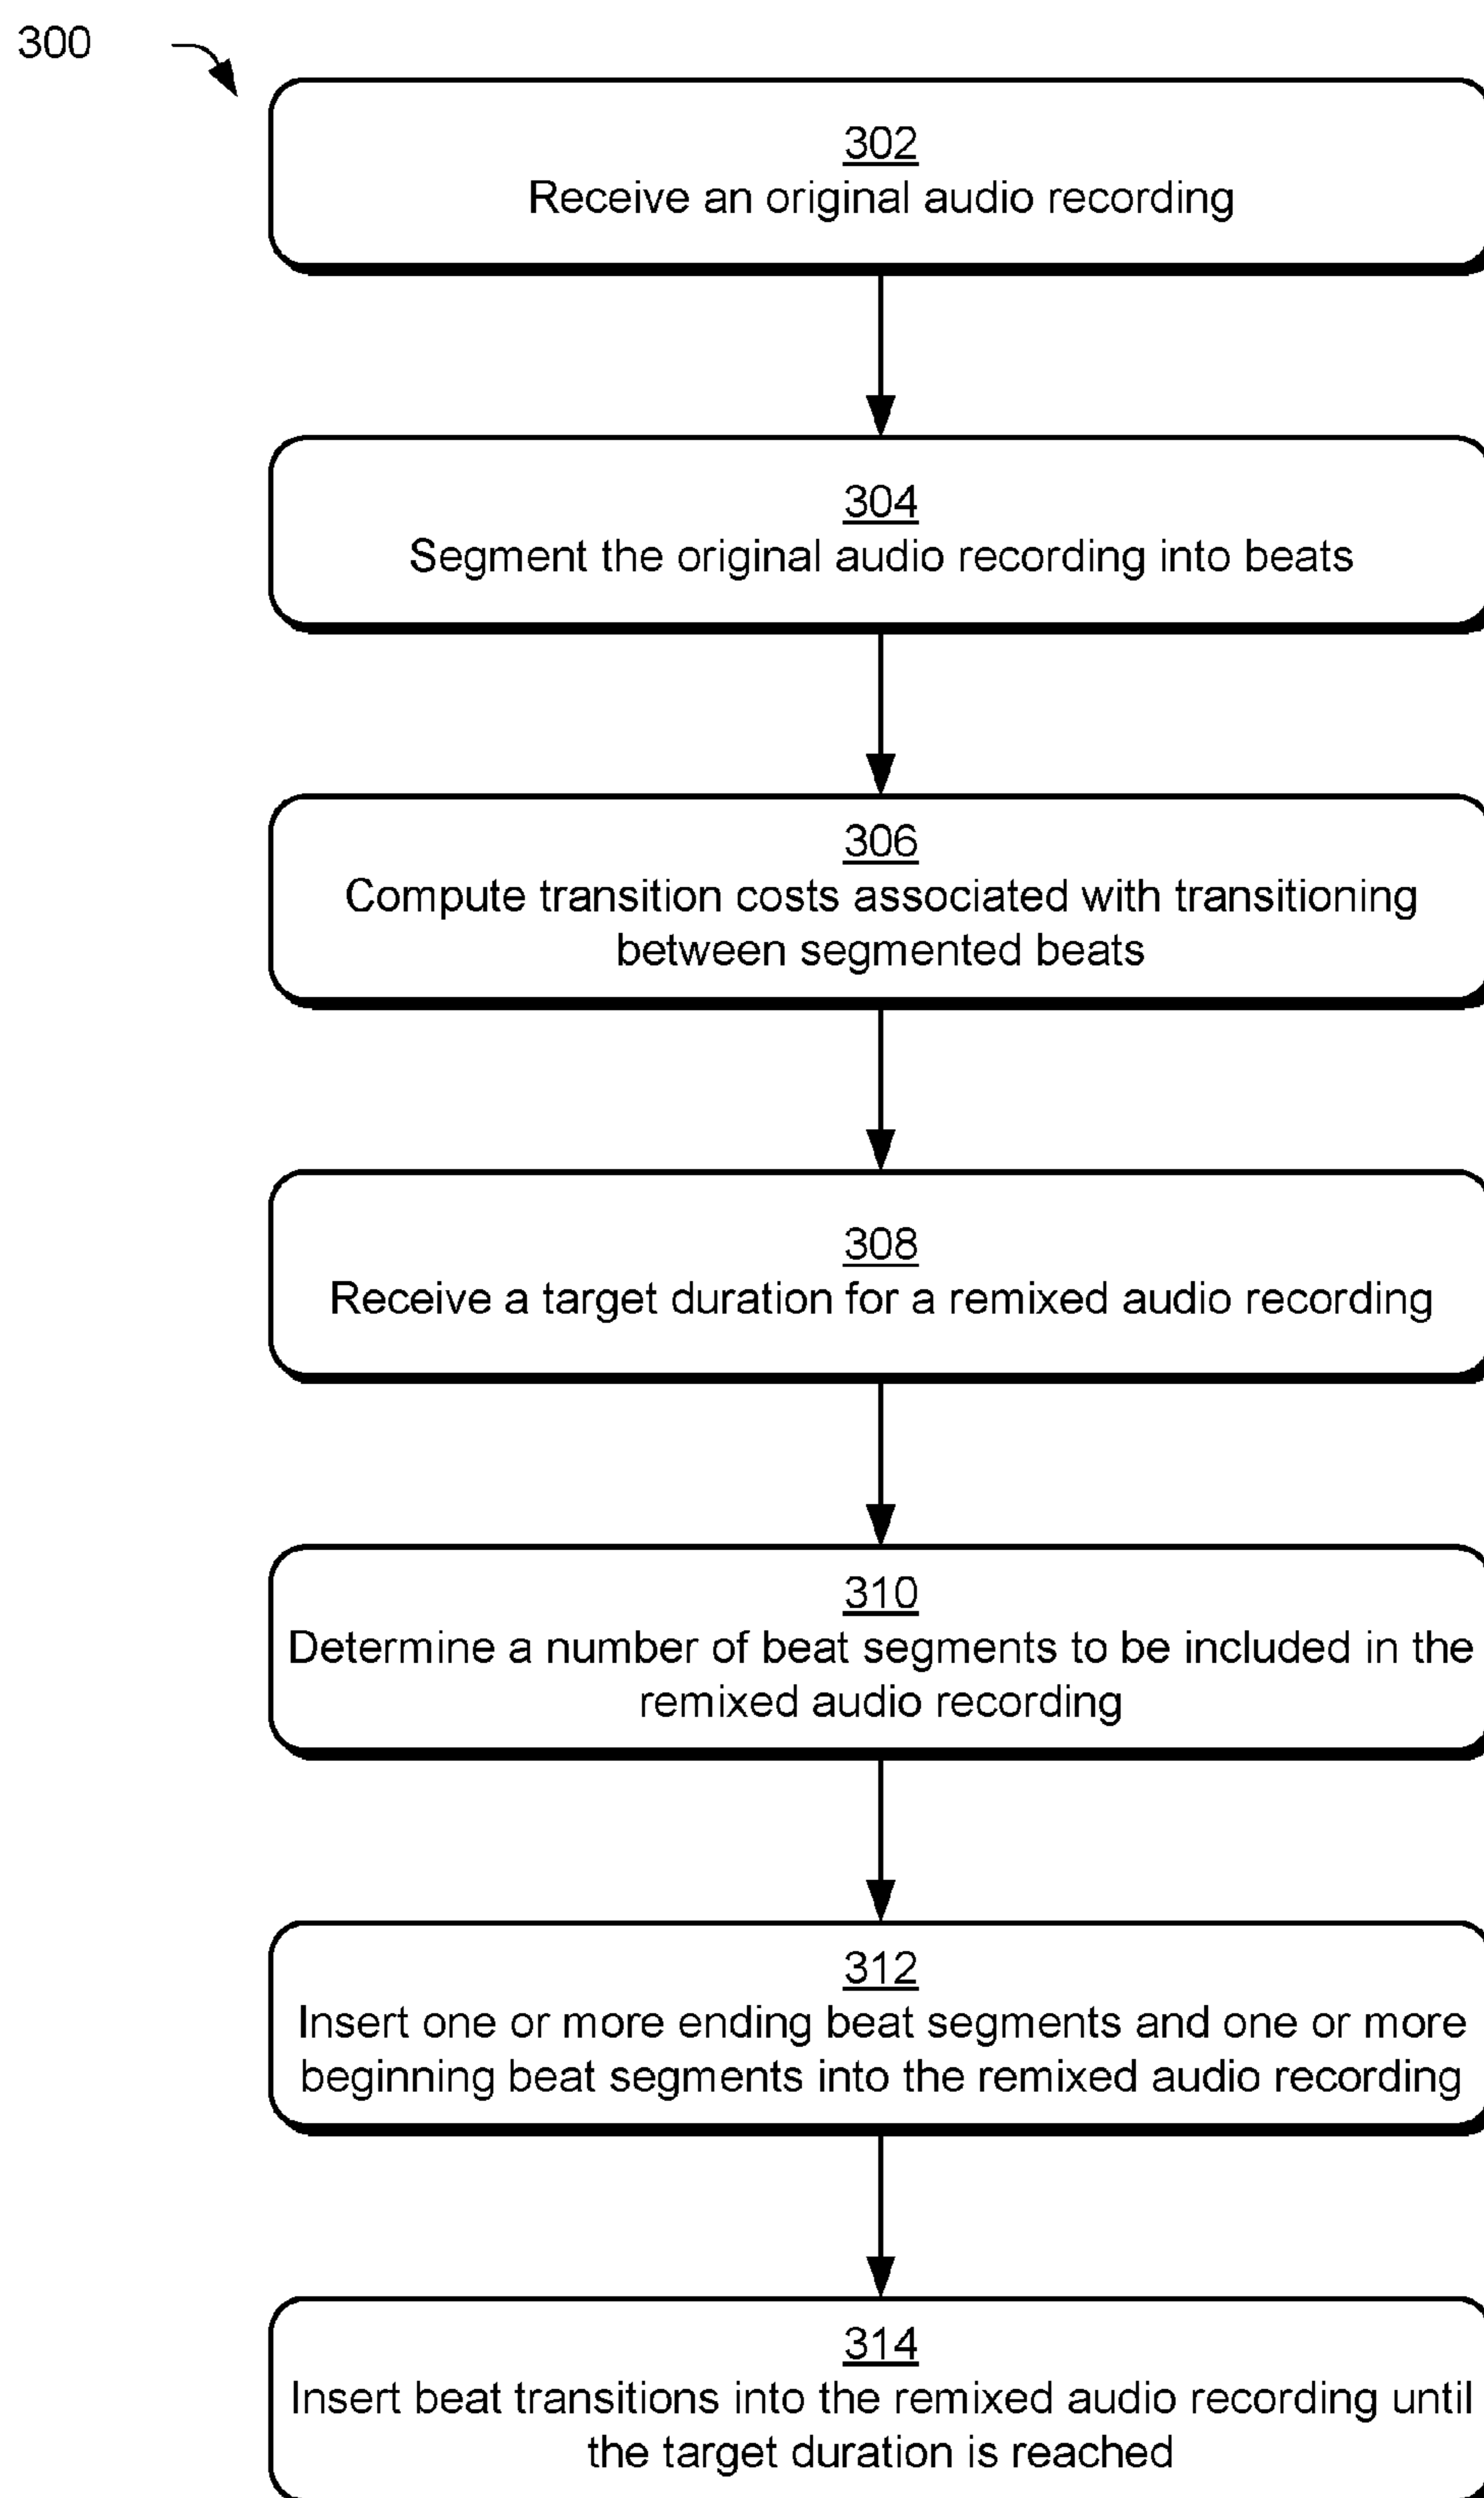 300
302
Receive an original audio recording
304
Segment the original audio recording into beats
306
Compute transition costs associated with transitioning
between segmented beats
308
Receive a target duration for a remixed audio recording
310
Determine a number of beat segments to be included in the
remixed audio recording
312
Insert one or more ending beat segments and one or more
beginning beat segments into the remixed audio recording
314
Insert beat transitions into the remixed audio recording until
the target duration is reached